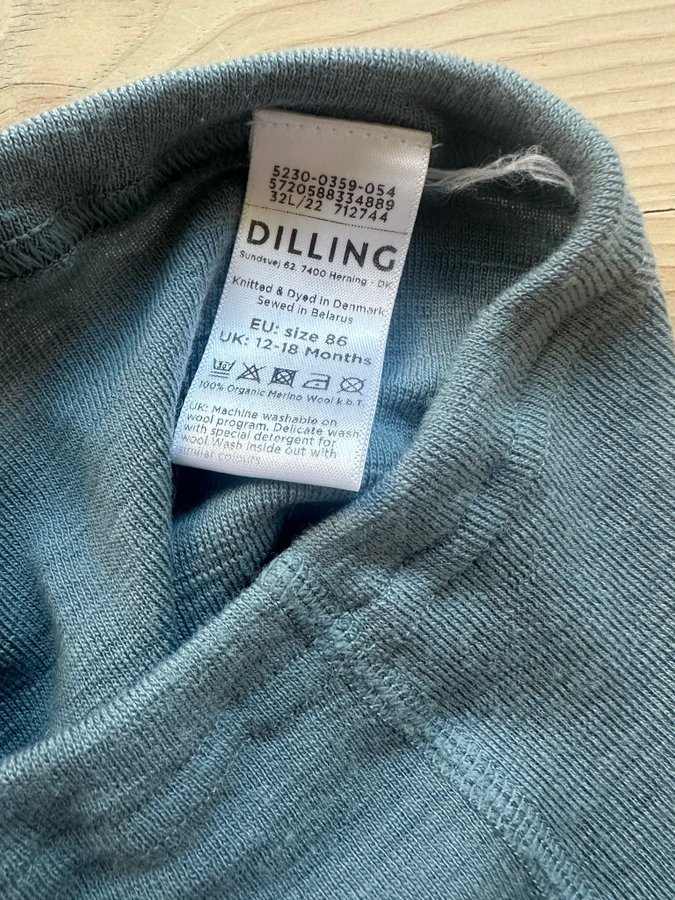 5230-0359-054
5720588334889
32L/22 712744
DILLING
Sundsvej 62. 7400 Herning - DK
Knitted & Dyed in Denmark
Sewed in Belarus
EU: size 86
UK: 12-18 Months
100% Organic Merino Wool k.b.T.
UK: Machine washable on
wool program. Delicate wash
with special detergent for
wool. Wash inside out with
similar colours